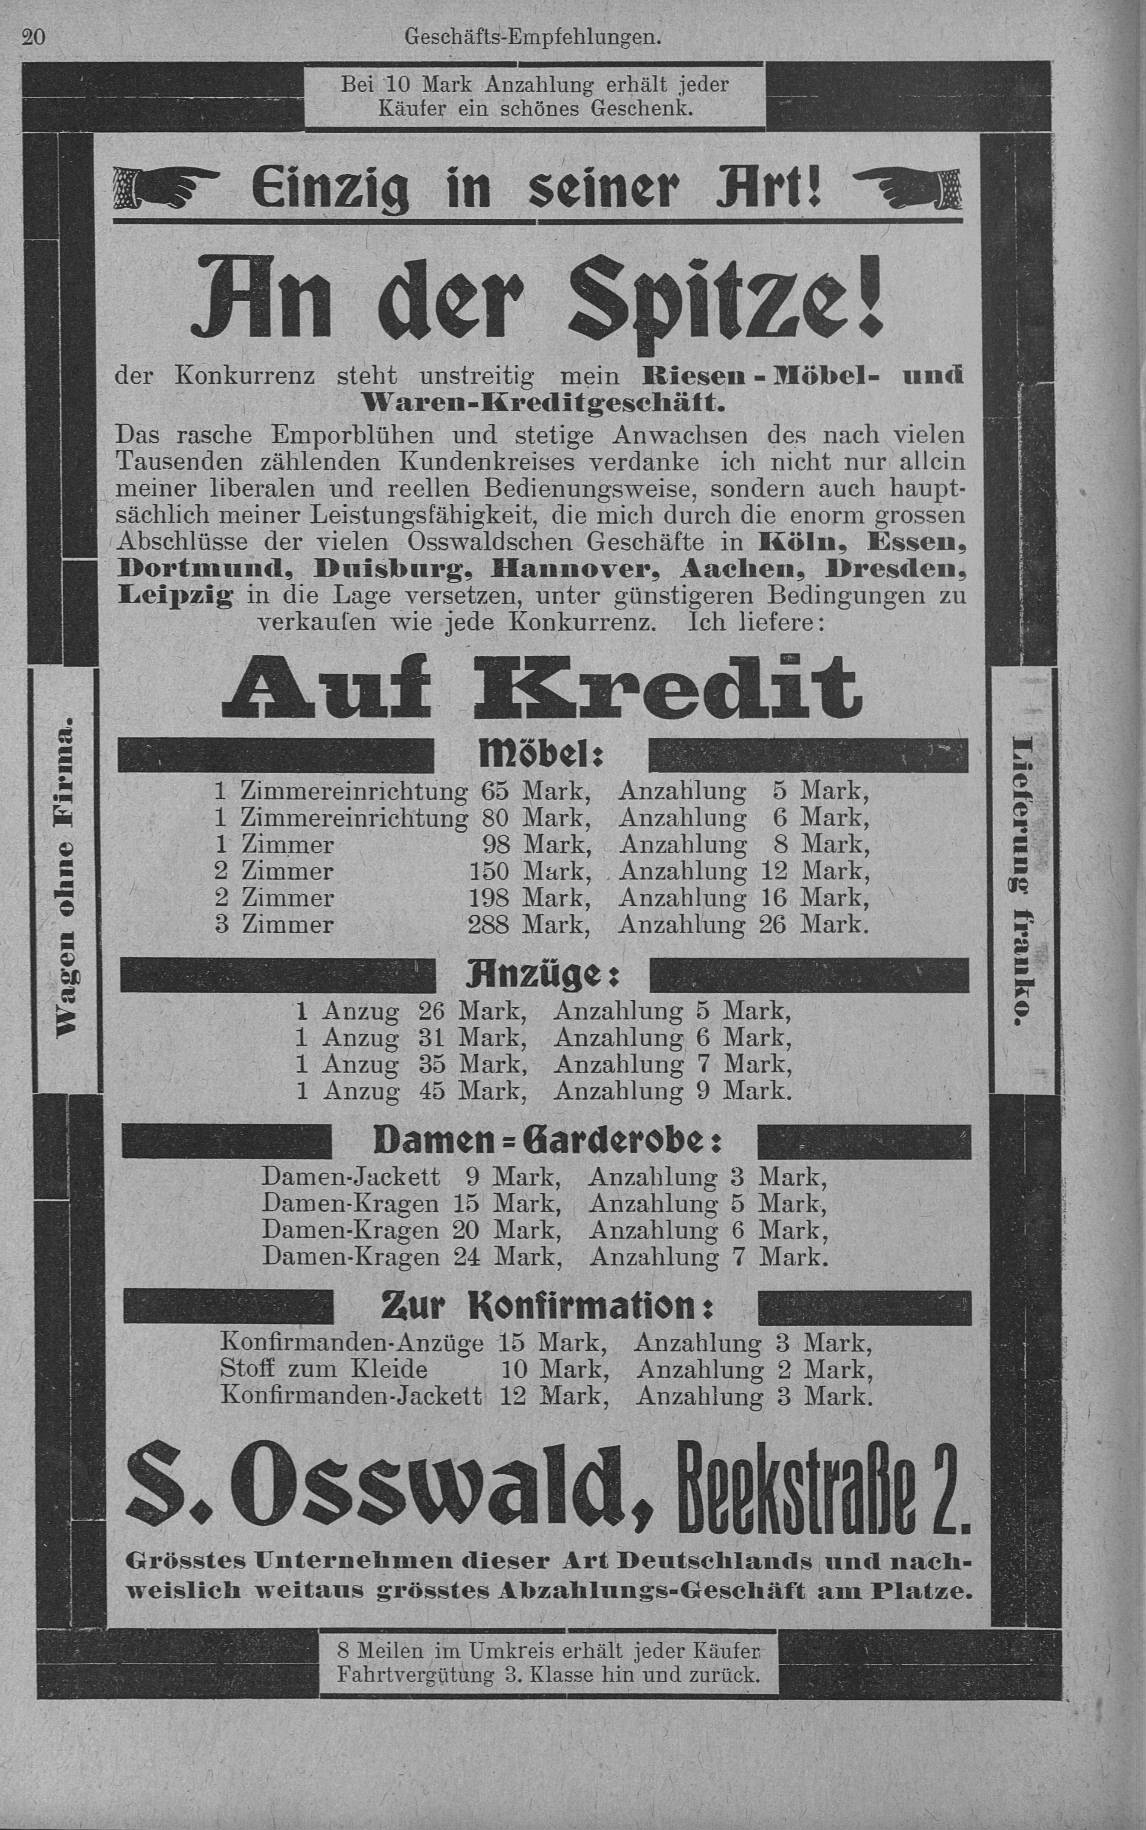 20
Geschäfts-Empfehlungen.
Bei 10 Mark Anzahlung erhält jeder
Käufer ein schönes Geschenk.
Einzig in seiner Art!
An der Spitze!
der Konkurrenz steht unstreitig mein Riesen-Möbel- und
Waren-Kreditgeschäft.
Das rasche Emporblühen und stetige Anwachsen des nach vielen
Tausenden zählenden Kundenkreises verdanke ich nicht nur allein
meiner liberalen und reellen Bedienungsweise, sondern auch haupt-
sächlich meiner Leistungsfähigkeit, die mich durch die enorm grossen
Abschlüsse der vielen Osswaldschen Geschäfte in Köln, Essen,
Dortmund, Duisburg, Hannover, Aachen, Dresden,
Leipzig in die Lage versetzen, unter günstigeren Bedingungen zu
verkaufen wie jede Konkurrenz. Ich liefere:
Auf Kredit
Möbel:
1 Zimmereinrichtung 65 Mark, Anzahlung 5 Mark,
1 Zimmereinrichtung 80 Mark, Anzahlung 6 Mark,
1 Zimmer 98 Mark, Anzahlung 8 Mark,
2 Zimmer 150 Mark, Anzahlung 12 Mark,
2 Zimmer 198 Mark, Anzahlung 16 Mark,
3 Zimmer 288 Mark, Anzahlung 26 Mark.
Anzüge:
1 Anzug 26 Mark, Anzahlung 5 Mark,
1 Anzug 31 Mark, Anzahlung 6 Mark,
1 Anzug 35 Mark, Anzahlung 7 Mark,
1 Anzug 45 Mark, Anzahlung 9 Mark.
Damen-Garderobe:
Damen-Jackett 9 Mark, Anzahlung 3 Mark,
Damen-Kragen 15 Mark, Anzahlung 5 Mark,
Damen-Kragen 20 Mark, Anzahlung 6 Mark,
Damen-Kragen 24 Mark, Anzahlung 7 Mark.
Zur Konfirmation:
Konfirmanden-Anzüge 15 Mark, Anzahlung 3 Mark,
Stoff zum Kleide 10 Mark, Anzahlung 2 Mark,
Konfirmanden-Jackett 12 Mark, Anzahlung 3 Mark.
S. Osswald, Beekstraße 2.
Grösstes Unternehmen dieser Art Deutschlands und nach-
weislich weitaus grösstes Abzahlungs-Geschäft am Platze.
8 Meilen im Umkreis erhält jeder Käufer
Fahrtvergütung 3. Klasse hin und zurück.
Wagen ohne Firma.
Lieferung franko.